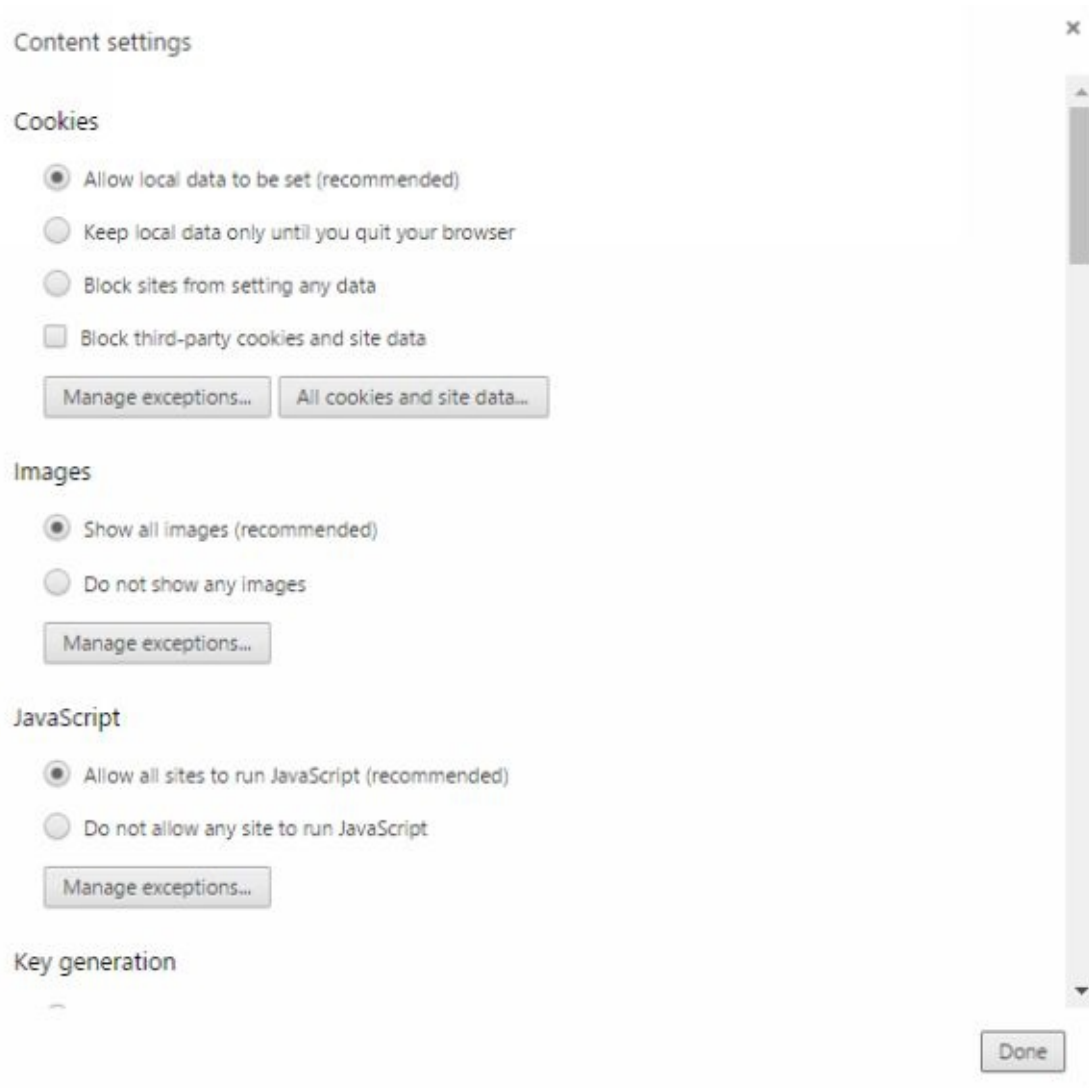 Content settings
×
Cookies
Allow local data to be set (recommended)
Keep local data only until you quit your browser
Block sites from setting any data
Block third-party cookies and site data
Manage exceptions... All cookies and site data...
Images
Show all images (recommended)
Do not show any images
Manage exceptions...
JavaScript
Allow all sites to run JavaScript (recommended)
Do not allow any site to run JavaScript
Manage exceptions...
Key generation
Done